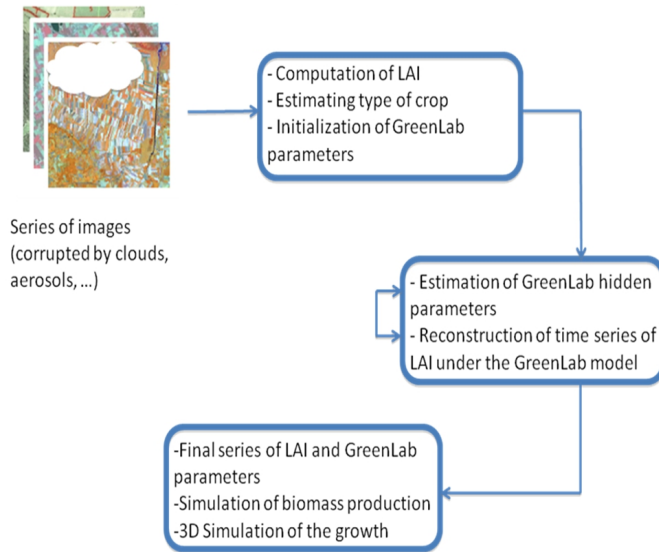 - Computation of LAI
- Estimating type of crop
- Initialization of GreenLab
parameters
Series of images
(corrupted by clouds,
aerosols, ...)
- Estimation of GreenLab hidden
parameters
- Reconstruction of time series of
LAI under the GreenLab model
-Final series of LAI and GreenLab
parameters
-Simulation of biomass production
-3D Simulation of the growth